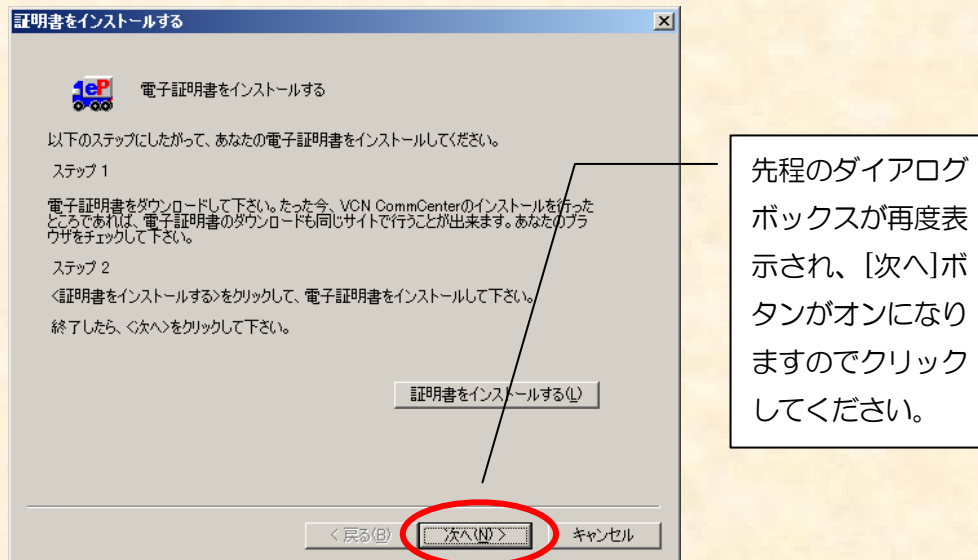 証明書をインストールする
1eP
電子証明書をインストールする
以下のステップにしたがって、あなたの電子証明書をインストールしてください。
ステップ 1
電子証明書をダウンロードして下さい。たった今、VCN CommCenterのインストールを行った
ところであれば、電子証明書のダウンロードも同じサイトで行うことが出来ます。あなたのブラ
ウザをチェックして下さい。
ステップ 2
<証明書をインストールする>をクリックして、電子証明書をインストールして下さい。
終了したら、<次へ>をクリックして下さい。
証明書をインストールする(L)
< 戻る(B)
次へ(N) >
キャンセル
先程のダイアログ
ボックスが再度表
示され、[次へ]ボ
タンがオンになり
ますのでクリック
してください。